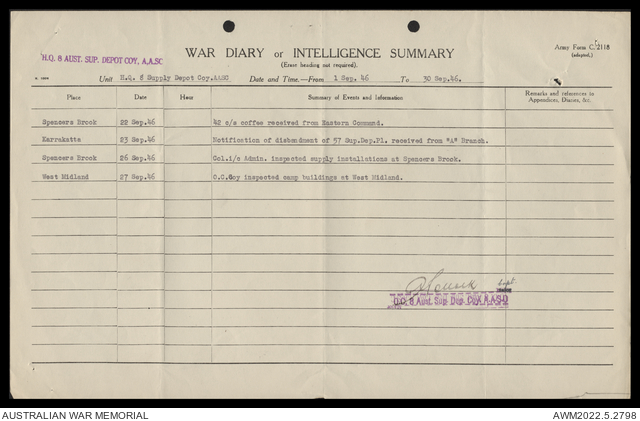 WAR DIARY or INTELLIGENCE SUMMARY
(Erase heading not required).
Army Form C.2118
(adapted.)
H.Q. 8 AUST. SUP. DEPOT COY, A.A.SC
Unit H.Q. 8 Supply Depot Coy.AASC Date and Time.—From 1 Sep. 46 To 30 Sep.46.
Place Date Hour Summary of Events and Information Remarks and references to Appendices, Diaries, &c.
Spencers Brook 22 Sep.46 42 c/s coffee received from Eastern Command.
Karrakatta 23 Sep.46 Notification of disbandment of 57 Sup.Dep.Pl. received from "A" Branch.
Spencers Brook 26 Sep.46 Col.i/c Admin. inspected supply installations at Spencers Brook.
West Midland 27 Sep.46 O.C.Coy inspected camp buildings at West Midland.
Capt
O.C. 8 Aust. Sup. Dep. Coy. A.A.S.C
AUSTRALIAN WAR MEMORIAL AWM2022.5.2798